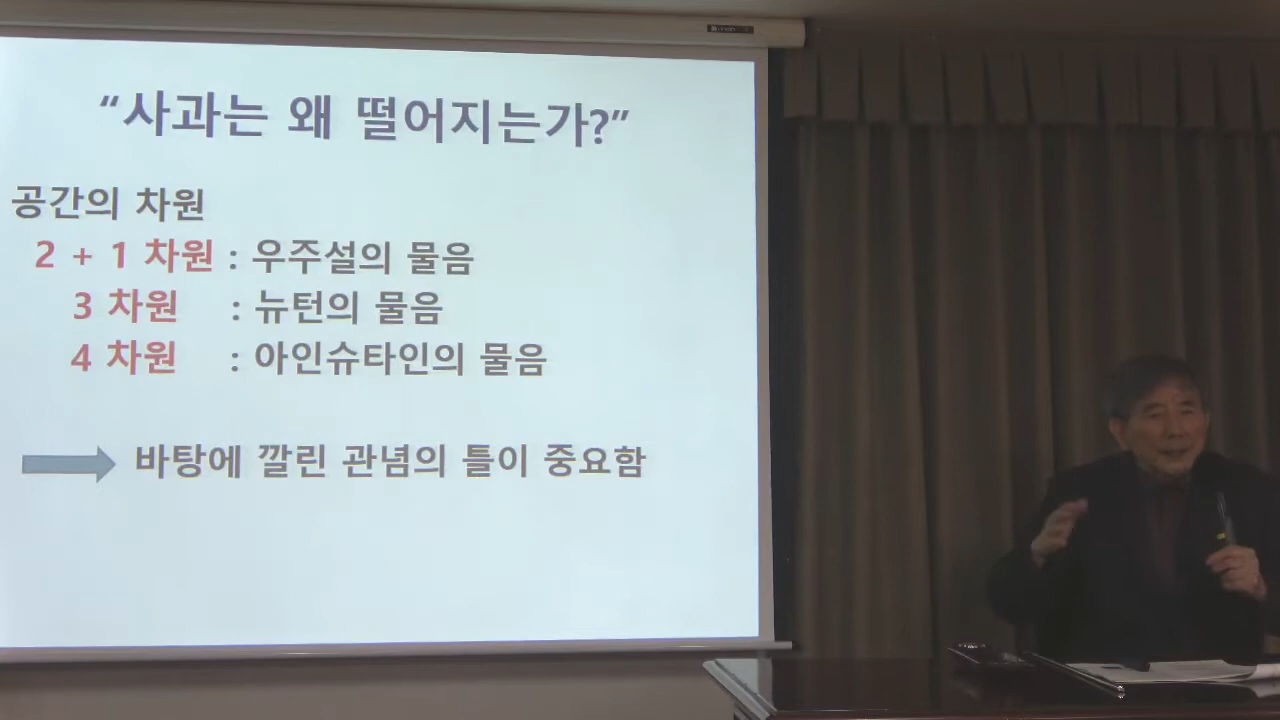 “사과는 왜 떨어지는가?”
공간의 차원
2 + 1 차원 : 우주설의 물음
3 차원 : 뉴턴의 물음
4 차원 : 아인슈타인의 물음
바탕에 깔린 관념의 틀이 중요함